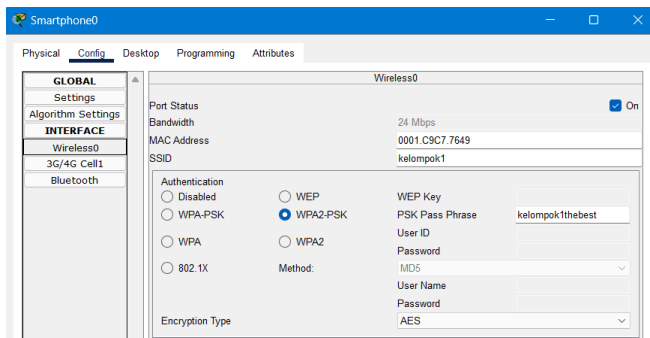 Smartphone0
Physical Config Desktop Programming Attributes
GLOBAL
Settings
Algorithm Settings
INTERFACE
Wireless0
3G/4G Cell1
Bluetooth
Wireless0
Port Status On
Bandwidth 24 Mbps
MAC Address 0001.C9C7.7649
SSID kelompok1
Authentication
Disabled WEP WEP Key
WPA-PSK WPA2-PSK PSK Pass Phrase kelompok1thebest
User ID
WPA WPA2 Password
802.1X Method: MD5
User Name
Password
Encryption Type AES